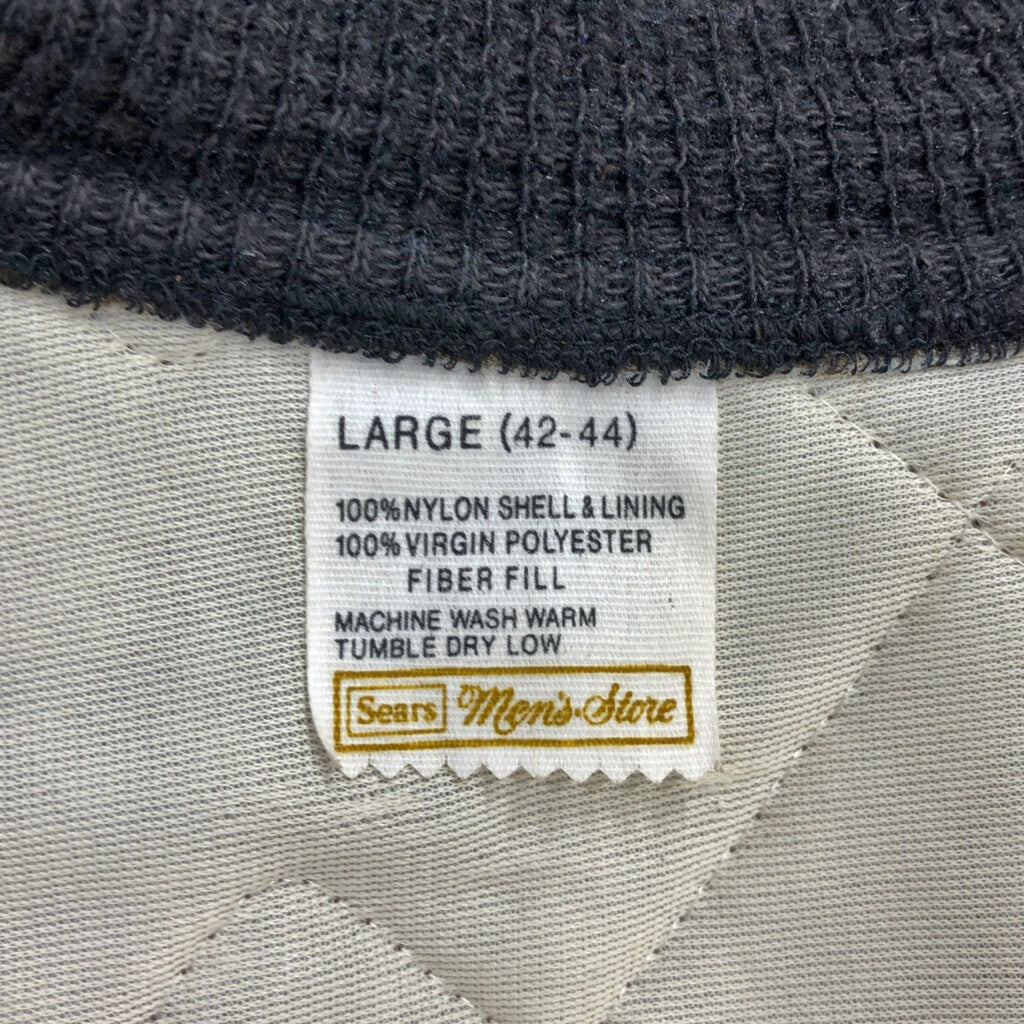 LARGE (42-44)
100% NYLON SHELL & LINING
100% VIRGIN POLYESTER
FIBER FILL
MACHINE WASH WARM
TUMBLE DRY LOW
Sears Men's Store